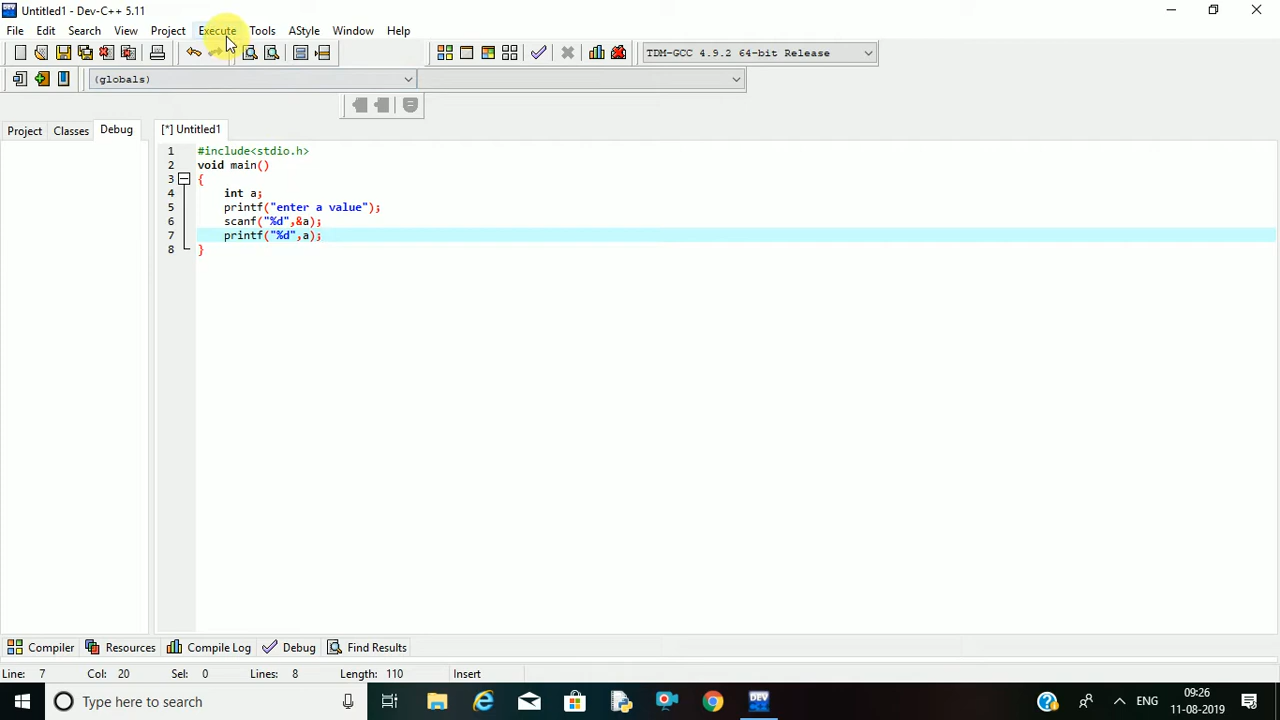 Untitled1 - Dev-C++ 5.11
File Edit Search View Project Execute Tools AStyle Window Help
TDM-GCC 4.9.2 64-bit Release
(globals)
Project Classes Debug [*] Untitled1
1 #include<stdio.h>
2 void main()
3 {
4 int a;
5 printf("enter a value");
6 scanf("%d",&a);
7 printf("%d",a);
8 }
Compiler Resources Compile Log Debug Find Results
Line: 7 Col: 20 Sel: 0 Lines: 8 Length: 110 Insert
Type here to search
DEV
ENG
09:26
11-08-2019